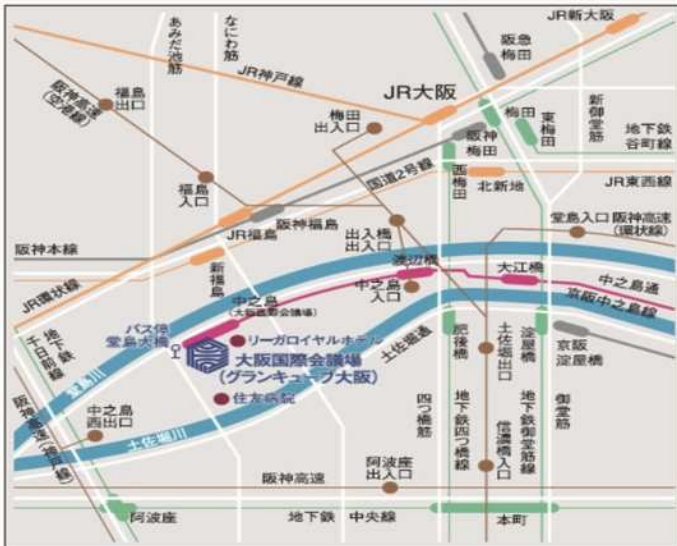 JR新大阪
あみだ池筋
なにわ筋
阪急
梅田
JR神戸線
JR大阪
阪神高速
(空港線)
福島
出口
梅田
出入口
梅田
東梅田
新御堂筋
阪神
梅田
地下鉄
谷町線
国道2号線
西梅田
北新地
JR東西線
福島
入口
阪神福島
JR福島
出入橋
出入口
堂島入口
阪神高速
(環状線)
阪神本線
新福島
渡辺橋
大江橋
中之島通
JR環状線
中之島
(大阪国際会議場)
中之島
入口
京阪中之島線
バス停
堂島大橋
リーガロイヤルホテル
土佐堀通
大阪国際会議場
(グランキューブ大阪)
肥後橋
土佐堀出口
淀屋橋
京阪
淀屋橋
地下鉄
千日前線
堂島川
住友病院
四つ橋筋
地下鉄四つ橋線
信濃橋入口
地下鉄御堂筋線
御堂筋
中之島
西出口
土佐堀川
阪神高速(神戸線)
阪神高速
阿波座
出入口
阿波座
地下鉄
中央線
本町